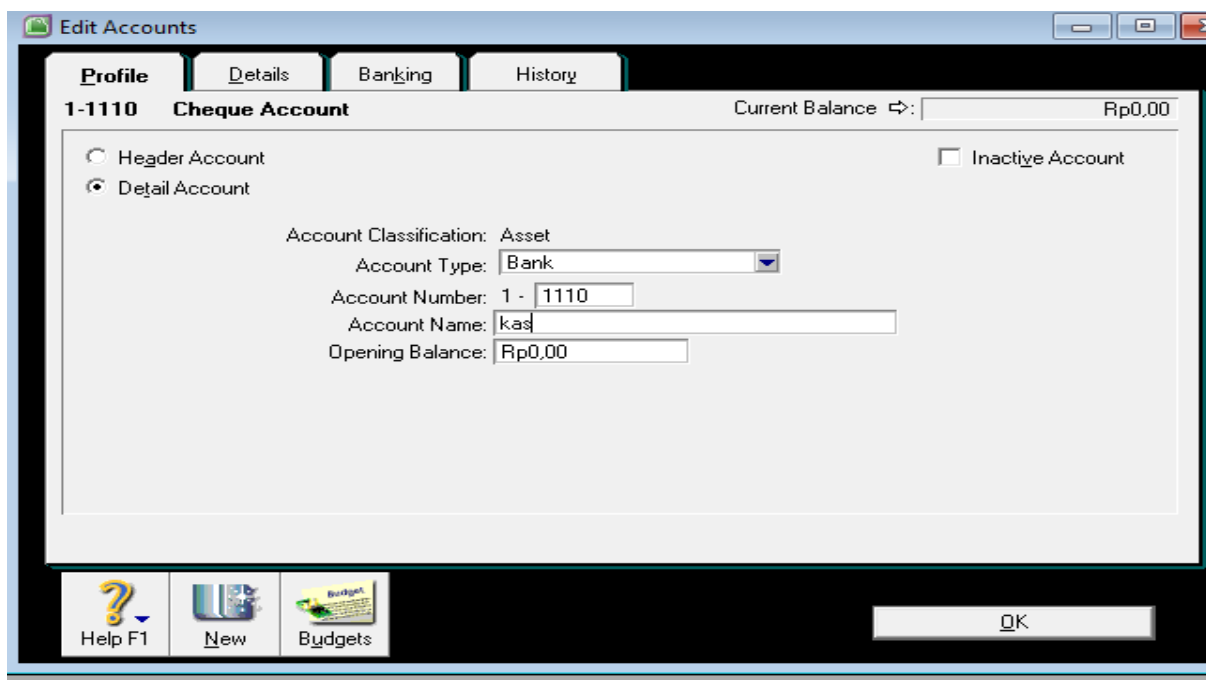 Edit Accounts
Profile Details Banking History
1-1110 Cheque Account Current Balance ⇨: Rp0,00
Header Account Inactive Account
Detail Account
Account Classification: Asset
Account Type: Bank
Account Number: 1 - 1110
Account Name: kas
Opening Balance: Rp0,00
Budget
Help F1 New Budgets OK